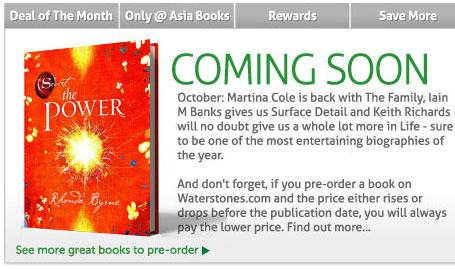 Deal of The Month
Only @ Asia Books
Rewards
Save More
The Secret
the
POWER
Rhonda Byrne
COMING SOON
October: Martina Cole is back with The Family, Iain
M Banks gives us Surface Detail and Keith Richards
will no doubt give us a whole lot more in Life - sure
to be one of the most entertaining biographies of
the year.
And don't forget, if you pre-order a book on
Waterstones.com and the price either rises or
drops before the publication date, you will always
pay the lower price. Find out more...
See more great books to pre-order